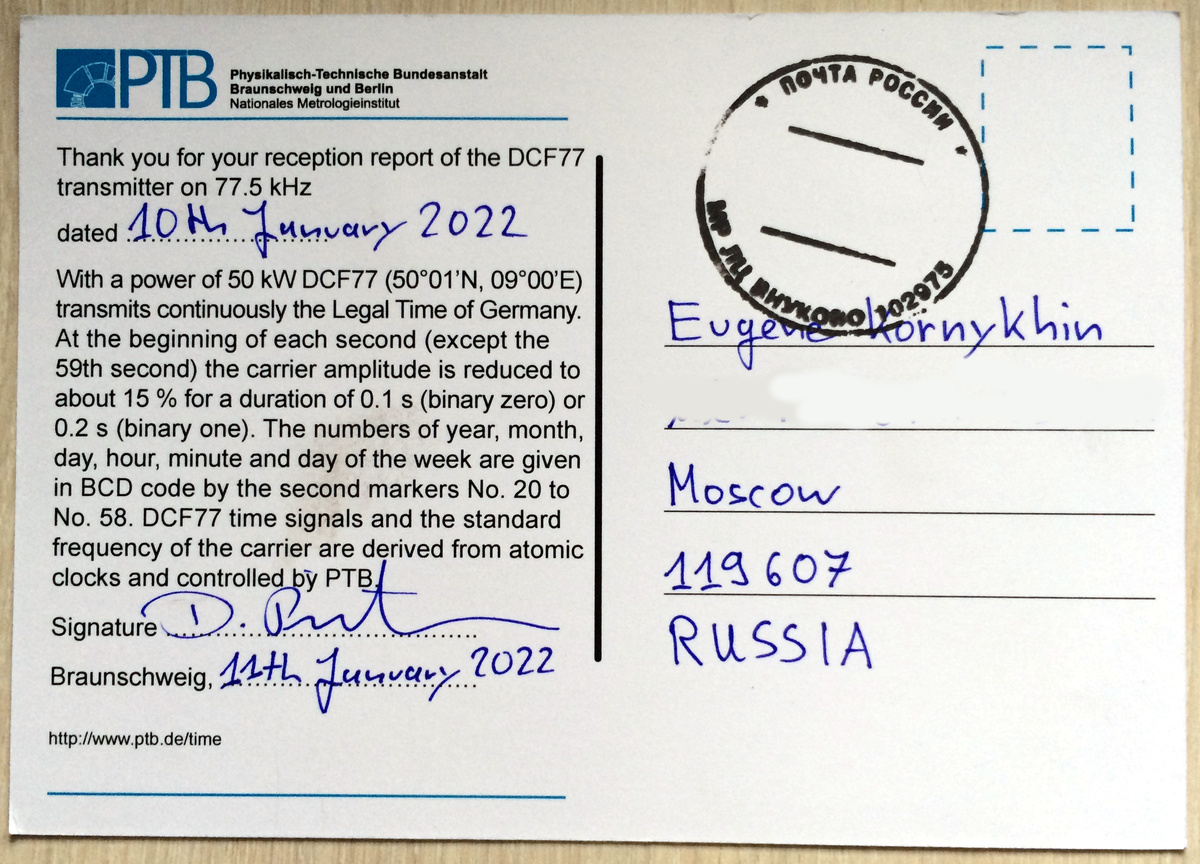 PTB
Physikalisch-Technische Bundesanstalt
Braunschweig und Berlin
Nationales Metrologieinstitut
Thank you for your reception report of the DCF77
transmitter on 77.5 kHz
dated 10th January 2022
With a power of 50 kW DCF77 (50°01'N, 09°00'E)
transmits continuously the Legal Time of Germany.
At the beginning of each second (except the
59th second) the carrier amplitude is reduced to
about 15 % for a duration of 0.1 s (binary zero) or
0.2 s (binary one). The numbers of year, month,
day, hour, minute and day of the week are given
in BCD code by the second markers No. 20 to
No. 58. DCF77 time signals and the standard
frequency of the carrier are derived from atomic
clocks and controlled by PTB.
Signature D.
Braunschweig, 11th January 2022
http://www.ptb.de/time
* ПОЧТА РОССИИ *
МР ЛЦ ВНУКОВО 102975
Eugene Kornykhin
Moscow
119607
RUSSIA